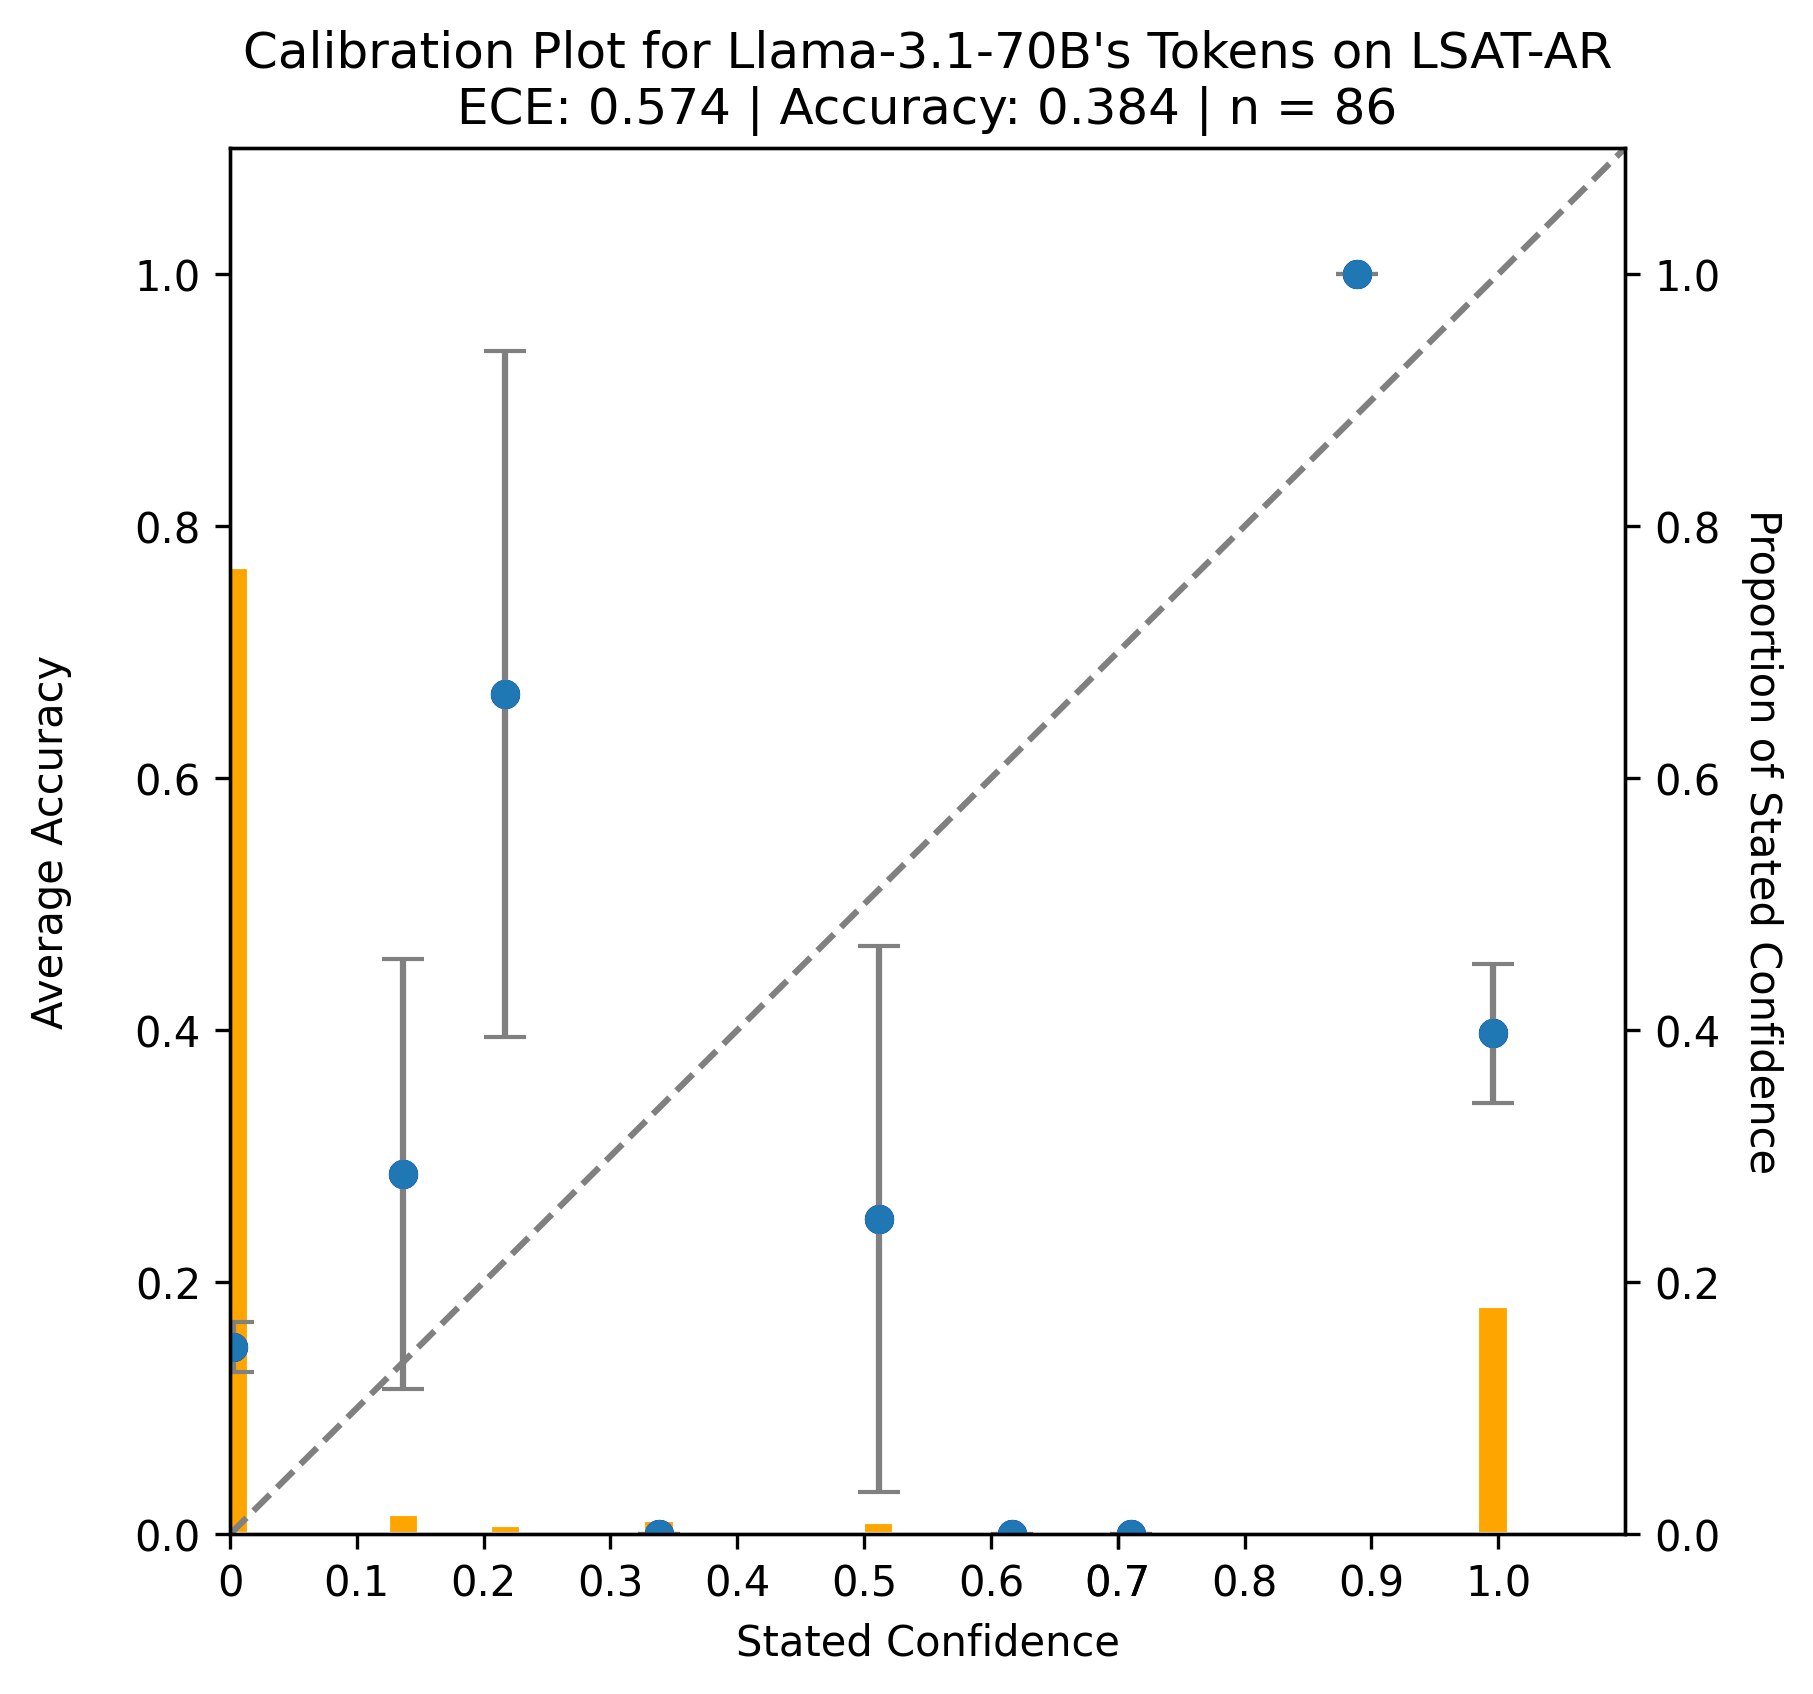 Calibration Plot for Llama-3.1-70B's Tokens on LSAT-AR
ECE: 0.574 | Accuracy: 0.384 | n = 86
Average Accuracy
1.0
0.8
0.6
0.4
0.2
0.0
0 0.1 0.2 0.3 0.4 0.5 0.6 0.7 0.8 0.9 1.0
Stated Confidence
1.0
0.8
0.6
0.4
0.2
0.0
Proportion of Stated Confidence